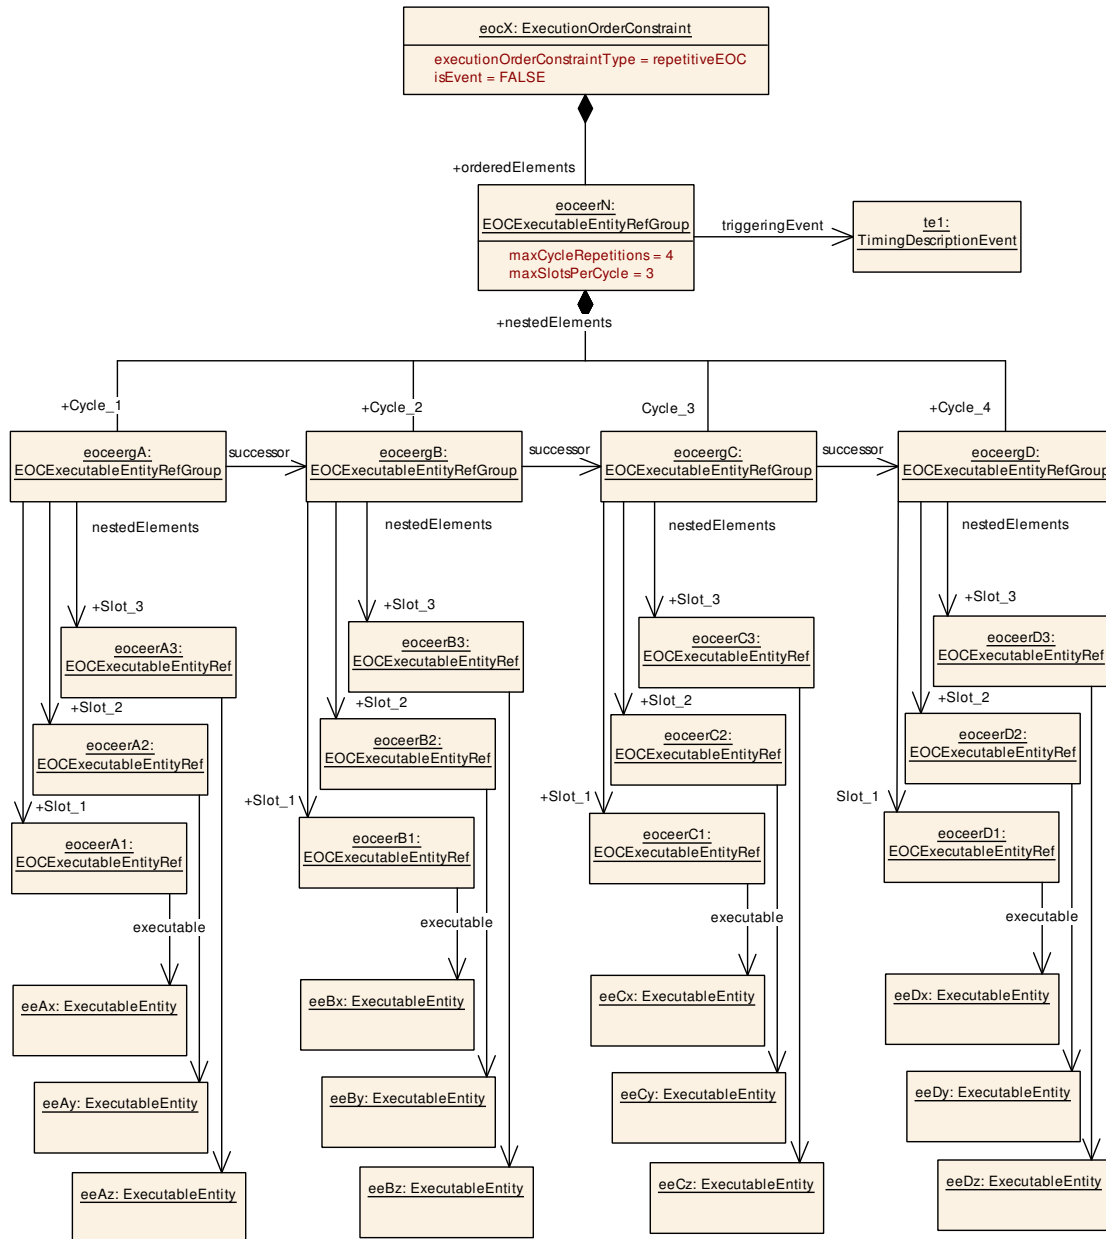 eocX: ExecutionOrderConstraint
executionOrderConstraintType = repetitiveEOC
isEvent = FALSE
+orderedElements
eoceerN:
EOCExecutableEntityRefGroup
maxCycleRepetitions = 4
maxSlotsPerCycle = 3
triggeringEvent
te1:
TimingDescriptionEvent
+nestedElements
+Cycle_1
+Cycle_2
Cycle_3
+Cycle_4
eoceergA:
EOCExecutableEntityRefGroup
successor
eoceergB:
EOCExecutableEntityRefGroup
successor
eoceergC:
EOCExecutableEntityRefGroup
successor
eoceergD:
EOCExecutableEntityRefGroup
nestedElements
nestedElements
nestedElements
nestedElements
+Slot_3
+Slot_3
+Slot_3
+Slot_3
eoceerA3:
EOCExecutableEntityRef
eoceerB3:
EOCExecutableEntityRef
eoceerC3:
EOCExecutableEntityRef
eoceerD3:
EOCExecutableEntityRef
+Slot_2
+Slot_2
+Slot_2
+Slot_2
eoceerA2:
EOCExecutableEntityRef
eoceerB2:
EOCExecutableEntityRef
eoceerC2:
EOCExecutableEntityRef
eoceerD2:
EOCExecutableEntityRef
+Slot_1
+Slot_1
+Slot_1
Slot_1
eoceerA1:
EOCExecutableEntityRef
eoceerB1:
EOCExecutableEntityRef
eoceerC1:
EOCExecutableEntityRef
eoceerD1:
EOCExecutableEntityRef
executable
executable
executable
executable
eeAx: ExecutableEntity
eeBx: ExecutableEntity
eeCx: ExecutableEntity
eeDx: ExecutableEntity
eeAy: ExecutableEntity
eeBy: ExecutableEntity
eeCy: ExecutableEntity
eeDy: ExecutableEntity
eeAz: ExecutableEntity
eeBz: ExecutableEntity
eeCz: ExecutableEntity
eeDz: ExecutableEntity